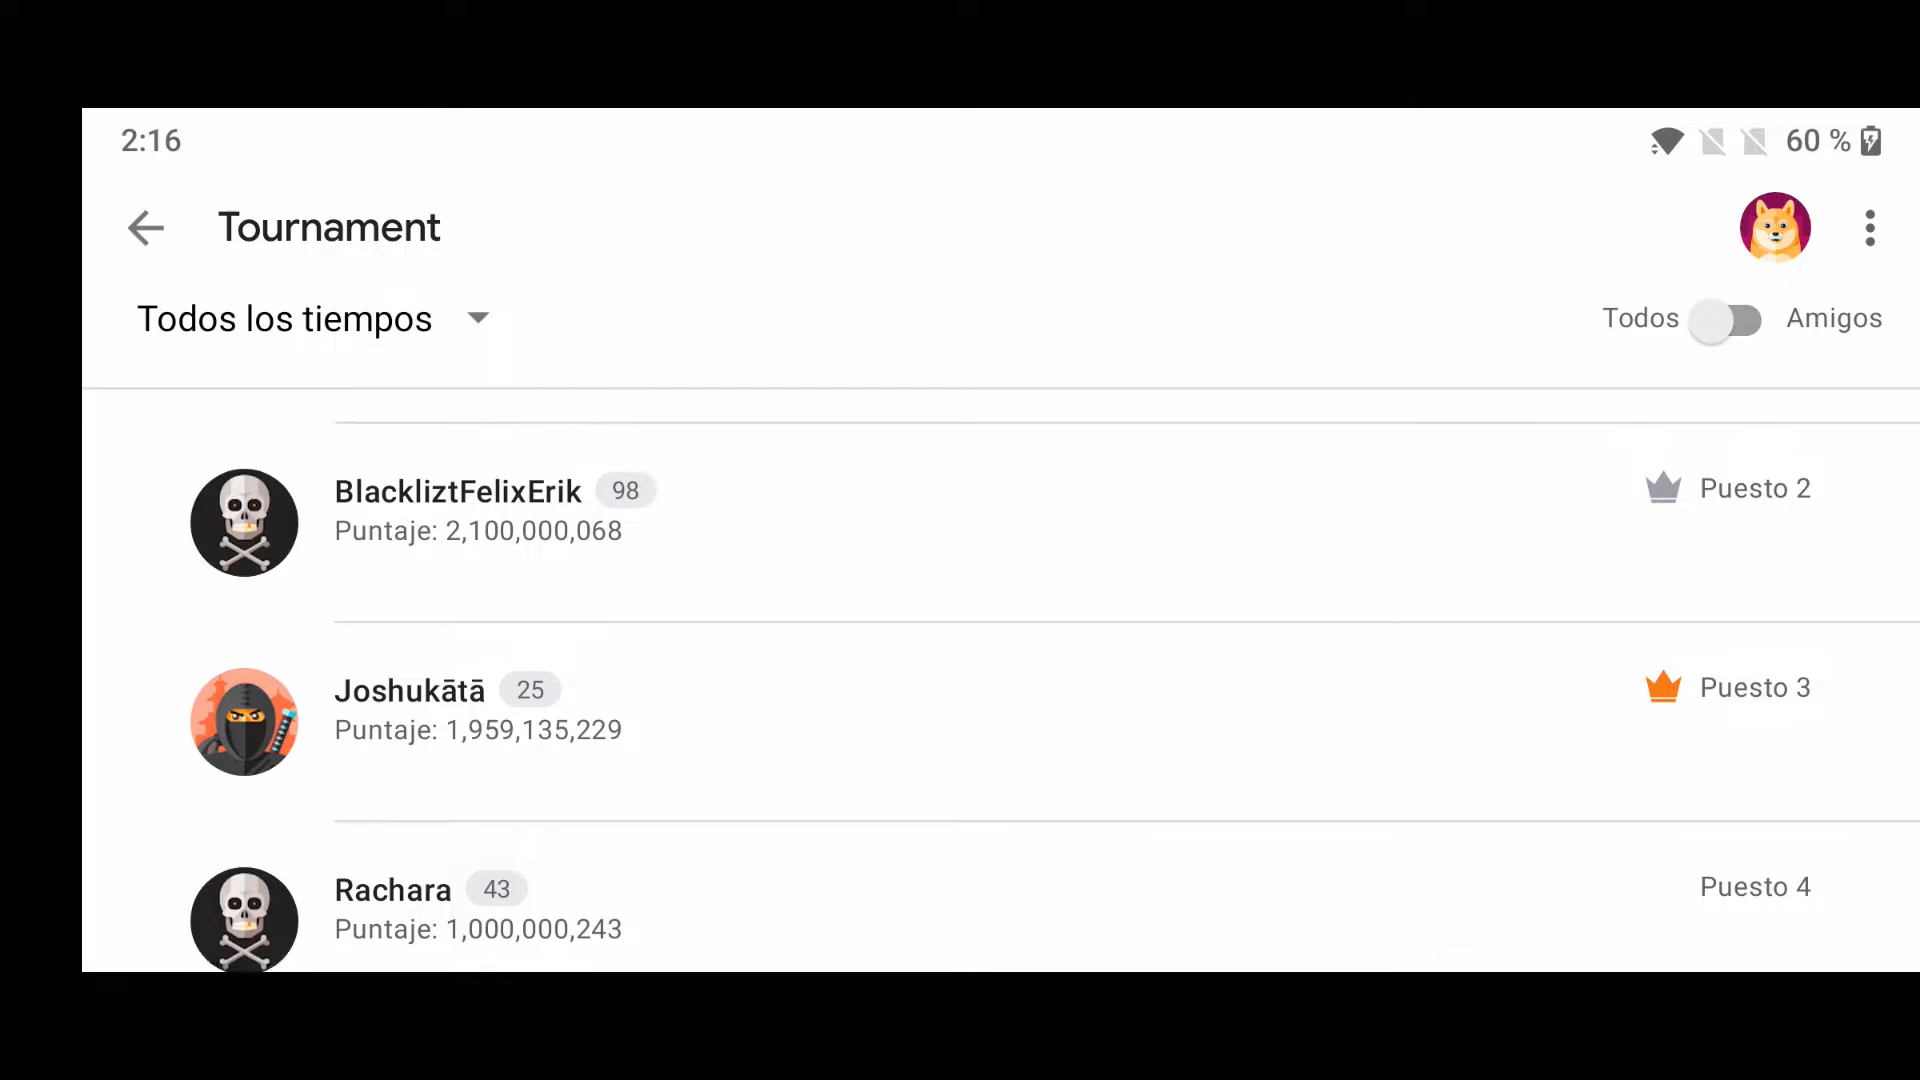 2:16
60 %
Tournament
Todos los tiempos
Todos
Amigos
BlackliztFelixErik 98
Puesto 2
Puntaje: 2,100,000,068
Joshukātā 25
Puesto 3
Puntaje: 1,959,135,229
Rachara 43
Puesto 4
Puntaje: 1,000,000,243